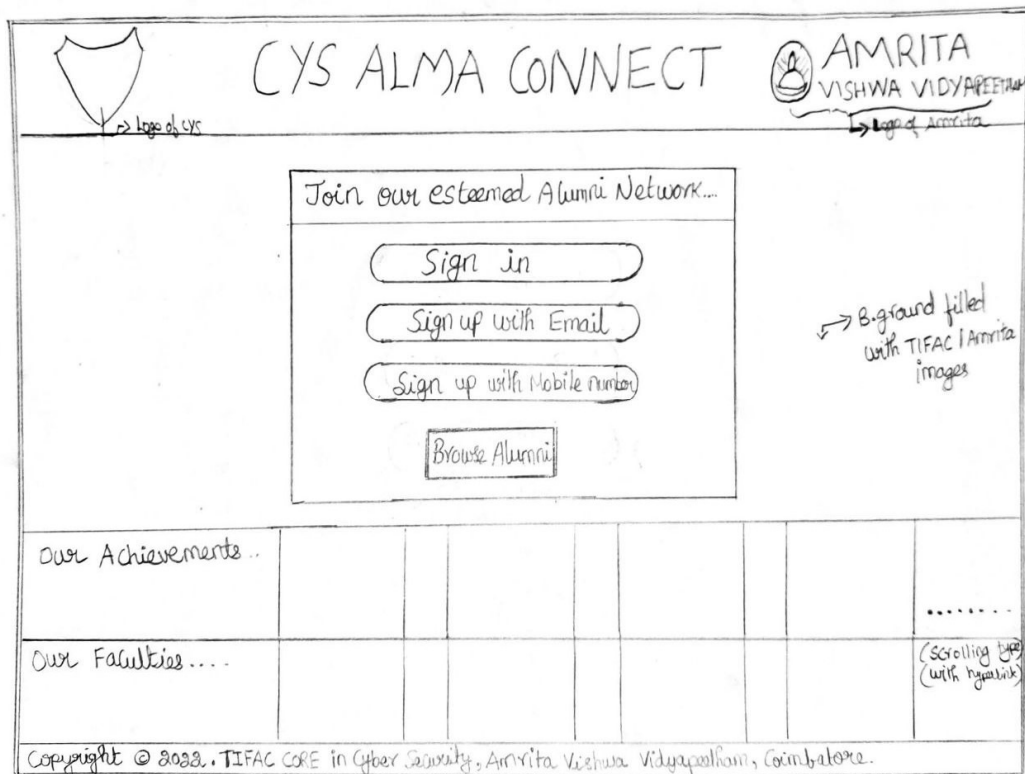 CYS ALMA CONNECT
AMRITA
VISHWA VIDYAPEETHAM
Logo of CYS
Logo of Amrita
Join our esteemed Alumni Network...
Sign in
Sign up with Email
Sign up with Mobile number
Browse Alumni
B.ground filled
with TIFAC / Amrita
images
Our Achievements..
........
Our Faculties....
(scrolling type)
(with hyperlink)
Copyright © 2022. TIFAC CORE in Cyber Security, Amrita Vishwa Vidyapeetham, Coimbatore.